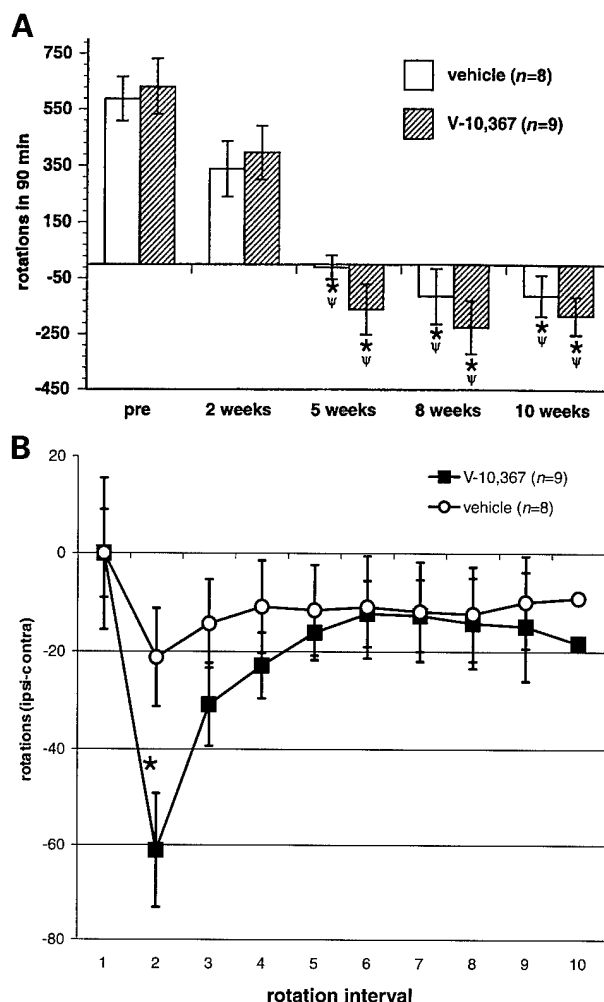 A
750
550
350
150
-50
-250
-450
rotations in 90 min
vehicle (n=8)
V-10,367 (n=9)
*
ψ
*
ψ
*
ψ
*
ψ
*
ψ
*
ψ
pre 2 weeks 5 weeks 8 weeks 10 weeks
B
20
0
-20
-40
-60
-80
rotations (ipsi-contra)
V-10,367 (n=9)
vehicle (n=8)
*
1 2 3 4 5 6 7 8 9 10
rotation interval